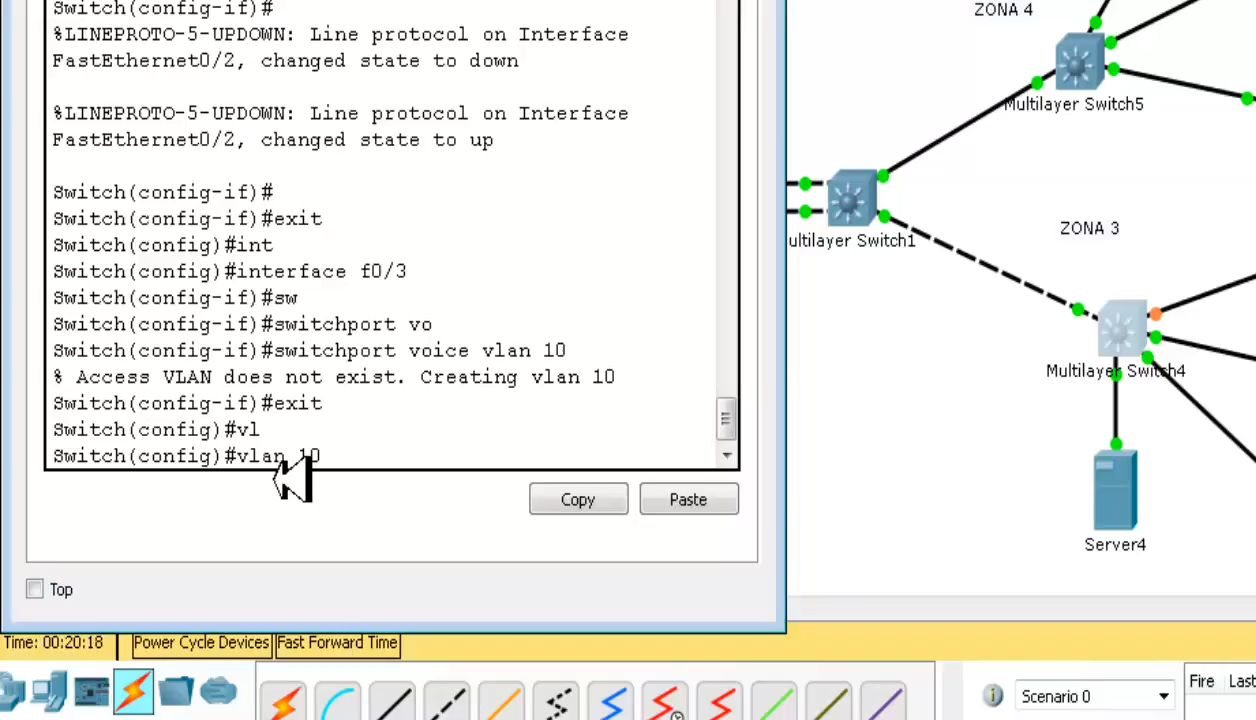 Switch(config-if)#
%LINEPROTO-5-UPDOWN: Line protocol on Interface
FastEthernet0/2, changed state to down
%LINEPROTO-5-UPDOWN: Line protocol on Interface
FastEthernet0/2, changed state to up
Switch(config-if)#
Switch(config-if)#exit
Switch(config)#int
Switch(config)#interface f0/3
Switch(config-if)#sw
Switch(config-if)#switchport vo
Switch(config-if)#switchport voice vlan 10
% Access VLAN does not exist. Creating vlan 10
Switch(config-if)#exit
Switch(config)#vl
Switch(config)#vlan 10
Copy
Paste
Top
ZONA 4
Multilayer Switch5
ultilayer Switch1
ZONA 3
Multilayer Switch4
Server4
Time: 00:20:18
Power Cycle Devices
Fast Forward Time
Scenario 0
Fire
Last